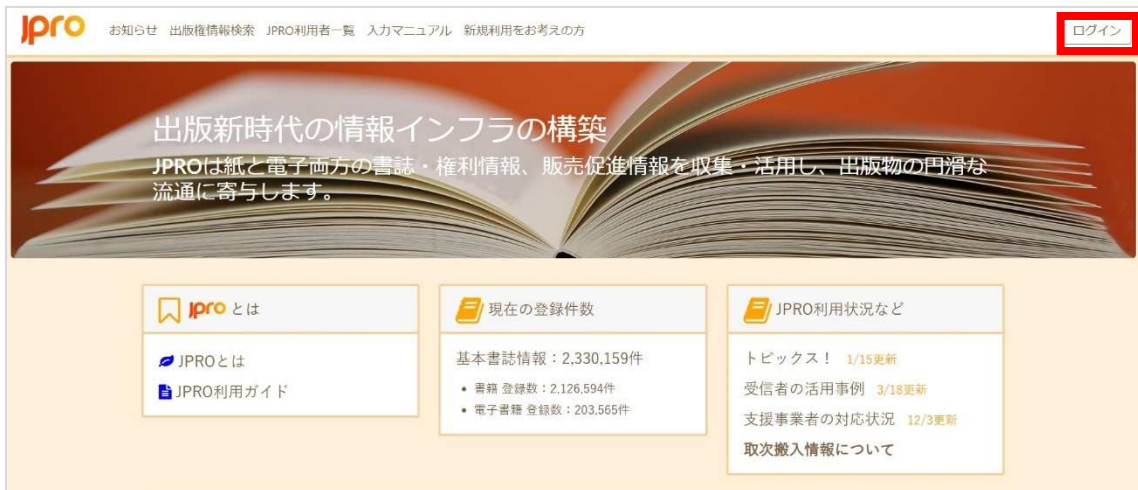 Jpro お知らせ 出版権情報検索 JPRO利用者一覧 入力マニュアル 新規利用をお考えの方 ログイン
出版新時代の情報インフラの構築
JPROは紙と電子両方の書誌・権利情報、販売促進情報を収集・活用し、出版物の円滑な
流通に寄与します。
Jpro とは
JPROとは
JPRO利用ガイド
現在の登録件数
基本書誌情報：2,330,159件
• 書籍 登録数：2,126,594件
• 電子書籍 登録数：203,565件
JPRO利用状況など
トピックス！ 1/15更新
受信者の活用事例 3/18更新
支援事業者の対応状況 12/3更新
取次搬入情報について